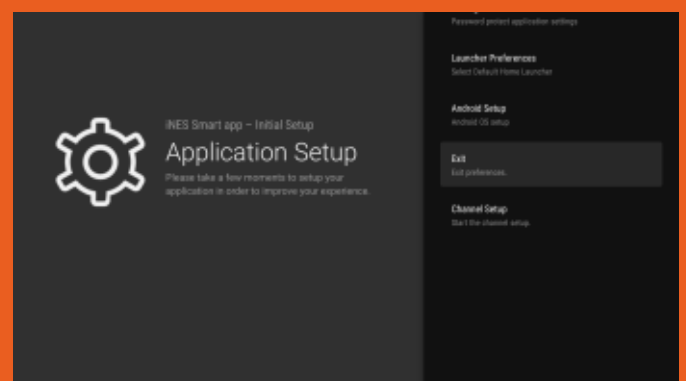 iNES Smart app – Initial Setup
Application Setup
Please take a few moments to setup your
application in order to improve your experience.
Password protect application settings
Launcher Preferences
Select Default Home Launcher
Android Setup
Android OS setup
Exit
Exit preferences.
Channel Setup
Start the channel setup.